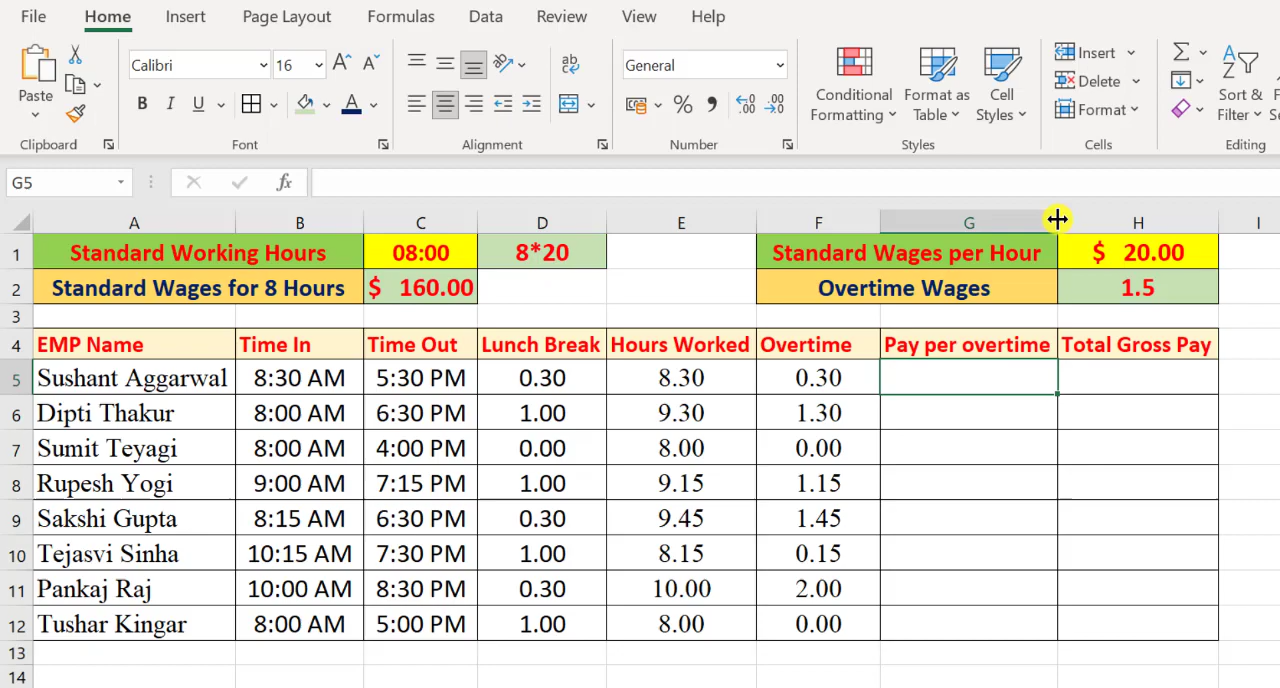 File Home Insert Page Layout Formulas Data Review View Help
Calibri 16 General Insert
Paste Delete
B I U % Conditional Formatting Format as Table Cell Styles Format Sort & Filter
Clipboard Font Alignment Number Styles Cells Editing
G5 fx
A B C D E F G H I
1 Standard Working Hours 08:00 8*20 Standard Wages per Hour $ 20.00
2 Standard Wages for 8 Hours $ 160.00 Overtime Wages 1.5
3
4 EMP Name Time In Time Out Lunch Break Hours Worked Overtime Pay per overtime Total Gross Pay
5 Sushant Aggarwal 8:30 AM 5:30 PM 0.30 8.30 0.30
6 Dipti Thakur 8:00 AM 6:30 PM 1.00 9.30 1.30
7 Sumit Teyagi 8:00 AM 4:00 PM 0.00 8.00 0.00
8 Rupesh Yogi 9:00 AM 7:15 PM 1.00 9.15 1.15
9 Sakshi Gupta 8:15 AM 6:30 PM 0.30 9.45 1.45
10 Tejasvi Sinha 10:15 AM 7:30 PM 1.00 8.15 0.15
11 Pankaj Raj 10:00 AM 8:30 PM 0.30 10.00 2.00
12 Tushar Kingar 8:00 AM 5:00 PM 1.00 8.00 0.00
13
14